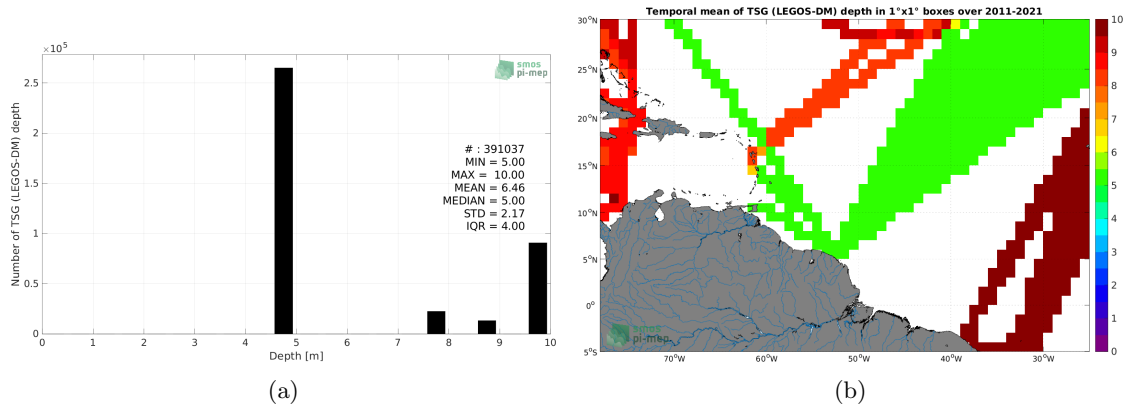 ×10⁵
Number of TSG (LEGOS-DM) depth
2.5
2
1.5
1
0.5
0
0 1 2 3 4 5 6 7 8 9 10
Depth [m]
smos
pi-mep
# : 391037
MIN = 5.00
MAX = 10.00
MEAN = 6.46
MEDIAN = 5.00
STD = 2.17
IQR = 4.00
(a)
Temporal mean of TSG (LEGOS-DM) depth in 1°x1° boxes over 2011-2021
30°N
25°N
20°N
15°N
10°N
5°N
0°
5°S
70°W 60°W 50°W 40°W 30°W
smos
pi-mep
10
9
8
7
6
5
4
3
2
1
0
(b)